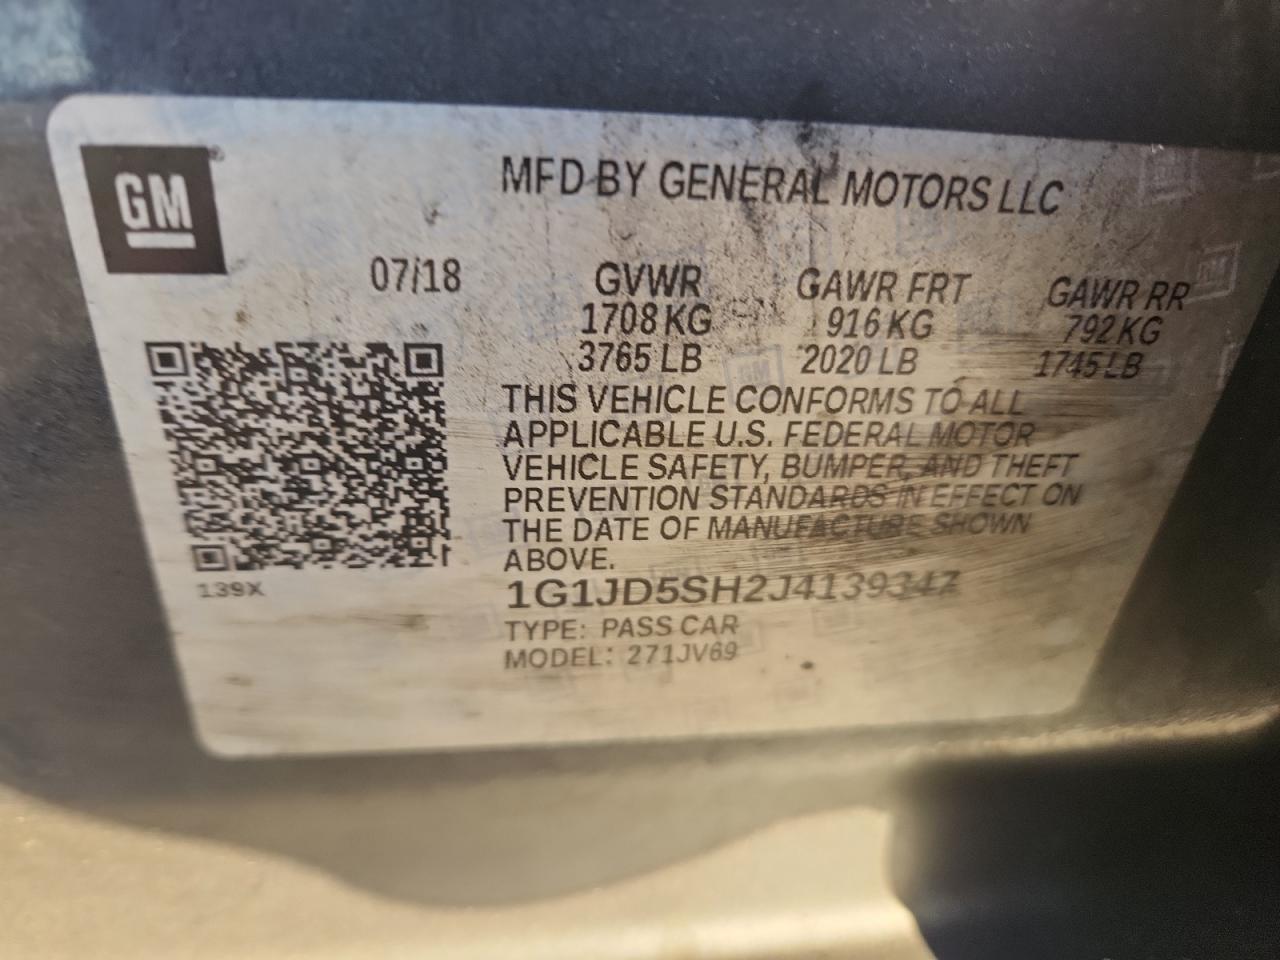 GM
MFD BY GENERAL MOTORS LLC
07/18
GVWR GAWR FRT GAWR RR
1708 KG 916 KG 792 KG
3765 LB 2020 LB 1745 LB
THIS VEHICLE CONFORMS TO ALL
APPLICABLE U.S. FEDERAL MOTOR
VEHICLE SAFETY, BUMPER, AND THEFT
PREVENTION STANDARDS IN EFFECT ON
THE DATE OF MANUFACTURE SHOWN
ABOVE.
139X
1G1JD5SH2J4139347
TYPE: PASS CAR
MODEL: 271JV69